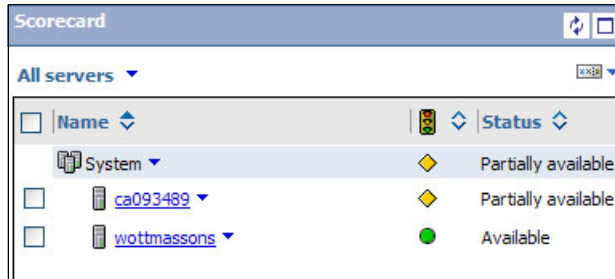 Scorecard
All servers
Name Status
System Partially available
ca093489 Partially available
wottmassons Available